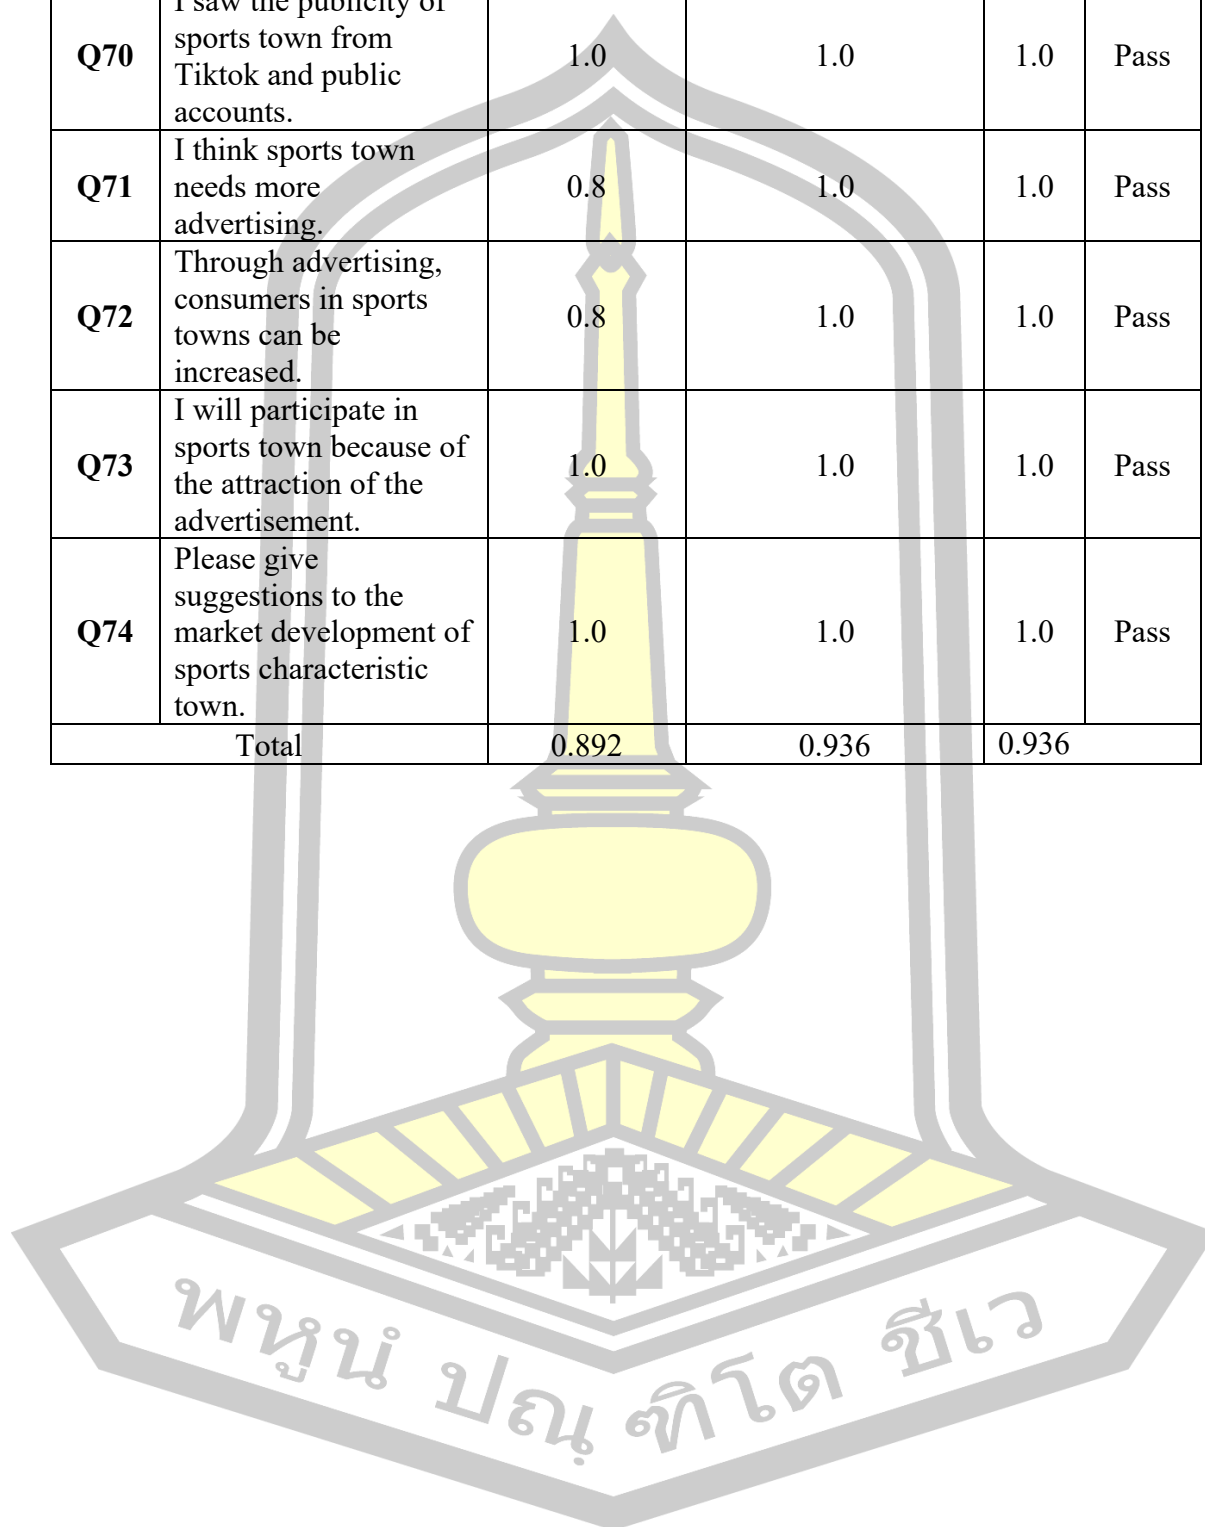 I saw the publicity of
sports town from
Tiktok and public
accounts.
Q70 1.0 1.0 1.0 Pass
I think sports town
needs more
advertising.
Q71 0.8 1.0 1.0 Pass
Through advertising,
consumers in sports
towns can be
increased.
Q72 0.8 1.0 1.0 Pass
I will participate in
sports town because of
the attraction of the
advertisement.
Q73 1.0 1.0 1.0 Pass
Please give
suggestions to the
market development of
sports characteristic
town.
Q74 1.0 1.0 1.0 Pass
Total 0.892 0.936 0.936
พหูนํ ปณฺฑิโต ชีเว